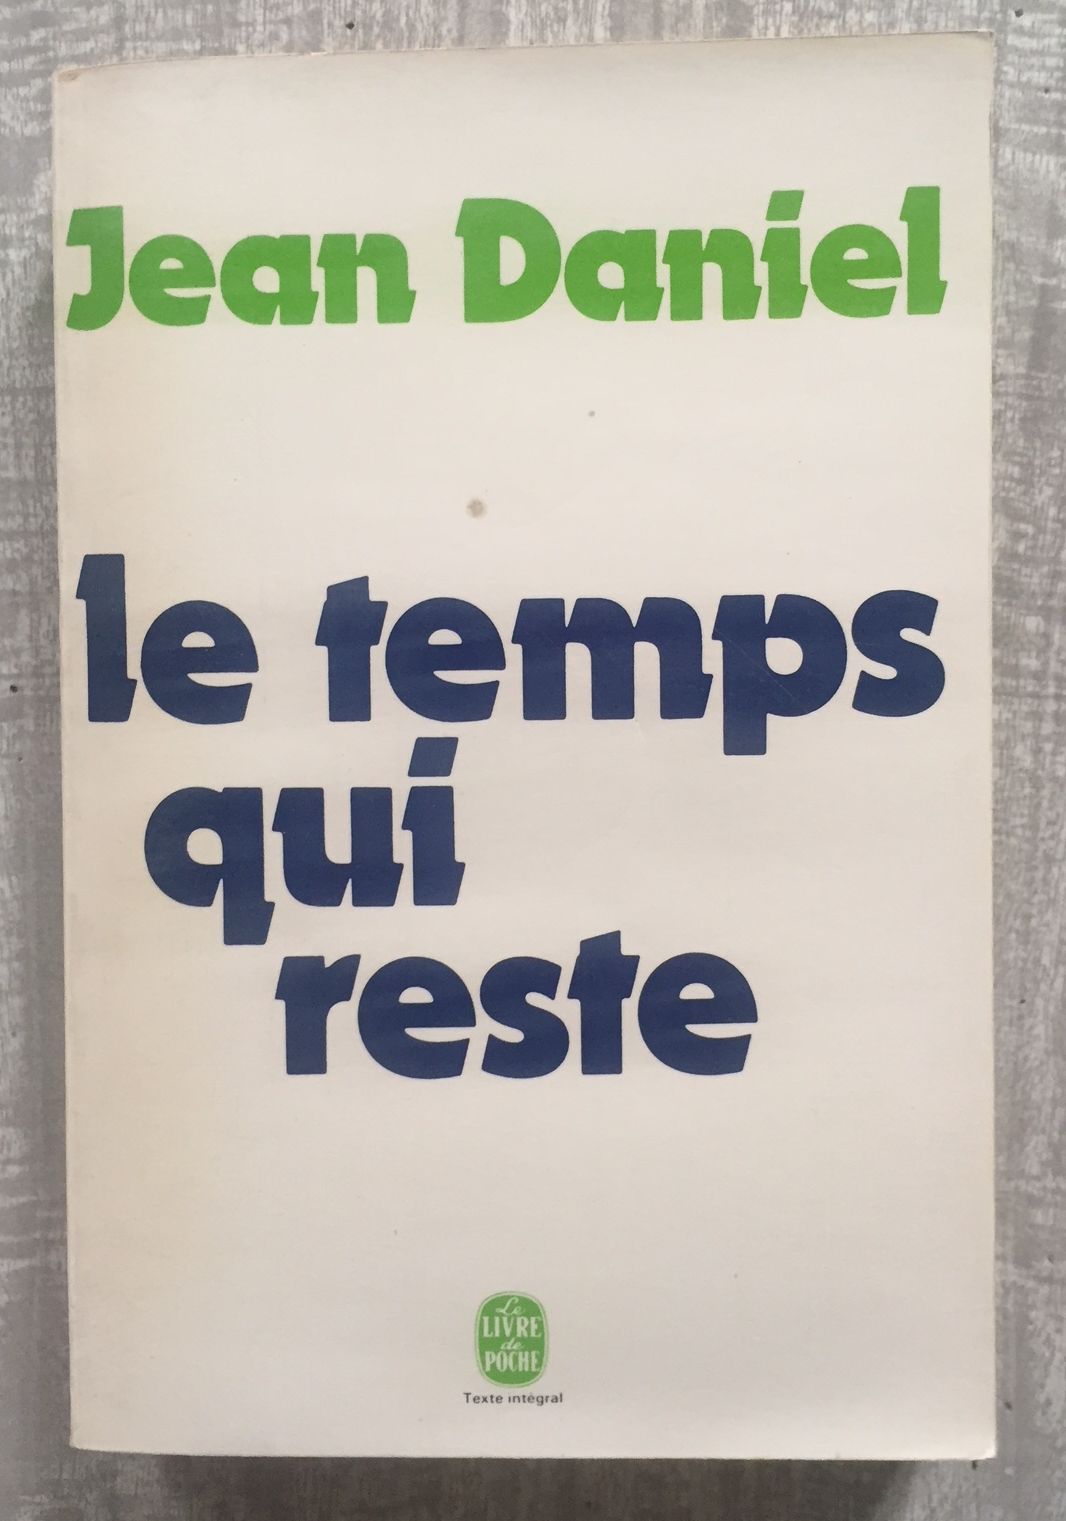 Jean Daniel
le temps
qui
reste
Le
LIVRE
de
POCHE
Texte intégral